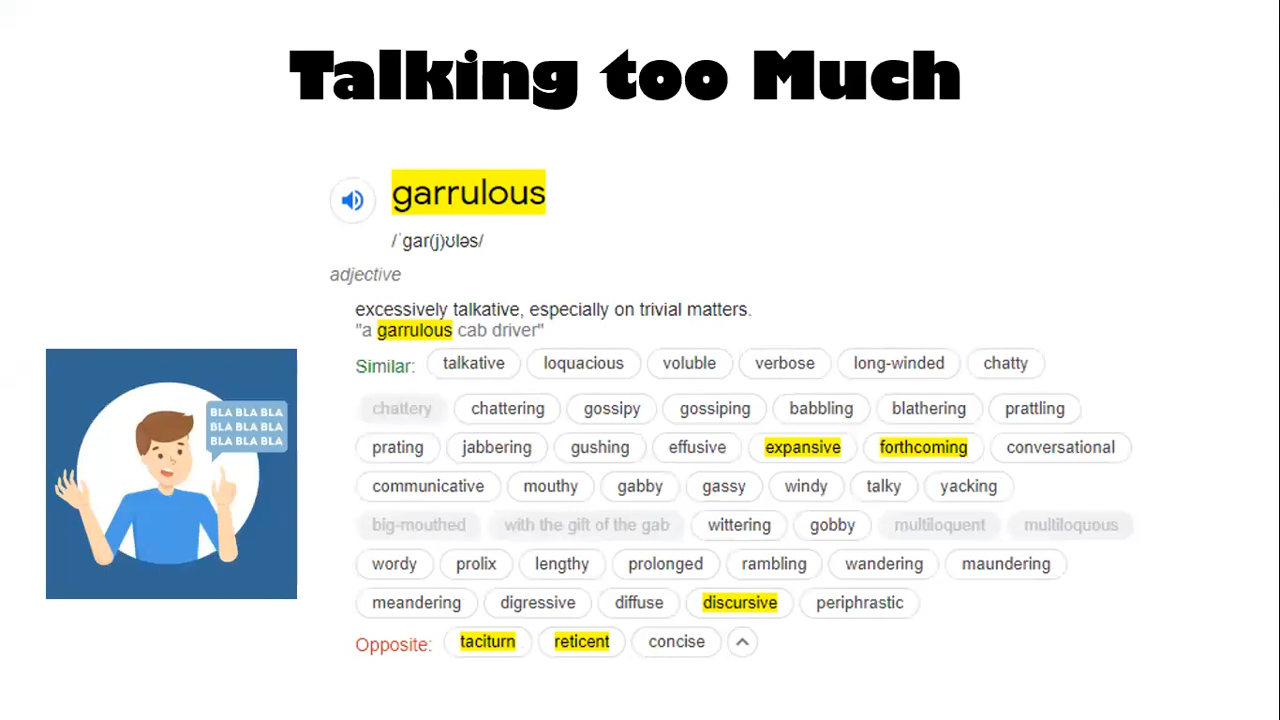 Talking too Much
garrulous
/ˈɡar(j)ʊləs/
adjective
excessively talkative, especially on trivial matters.
"a garrulous cab driver"
Similar: talkative loquacious voluble verbose long-winded chatty
chattery chattering gossipy gossiping babbling blathering prattling
prating jabbering gushing effusive expansive forthcoming conversational
communicative mouthy gabby gassy windy talky yacking
big-mouthed with the gift of the gab wittering gobby multiloquent multiloquous
wordy prolix lengthy prolonged rambling wandering maundering
meandering digressive diffuse discursive periphrastic
Opposite: taciturn reticent concise
BLA BLA BLA
BLA BLA BLA
BLA BLA BLA